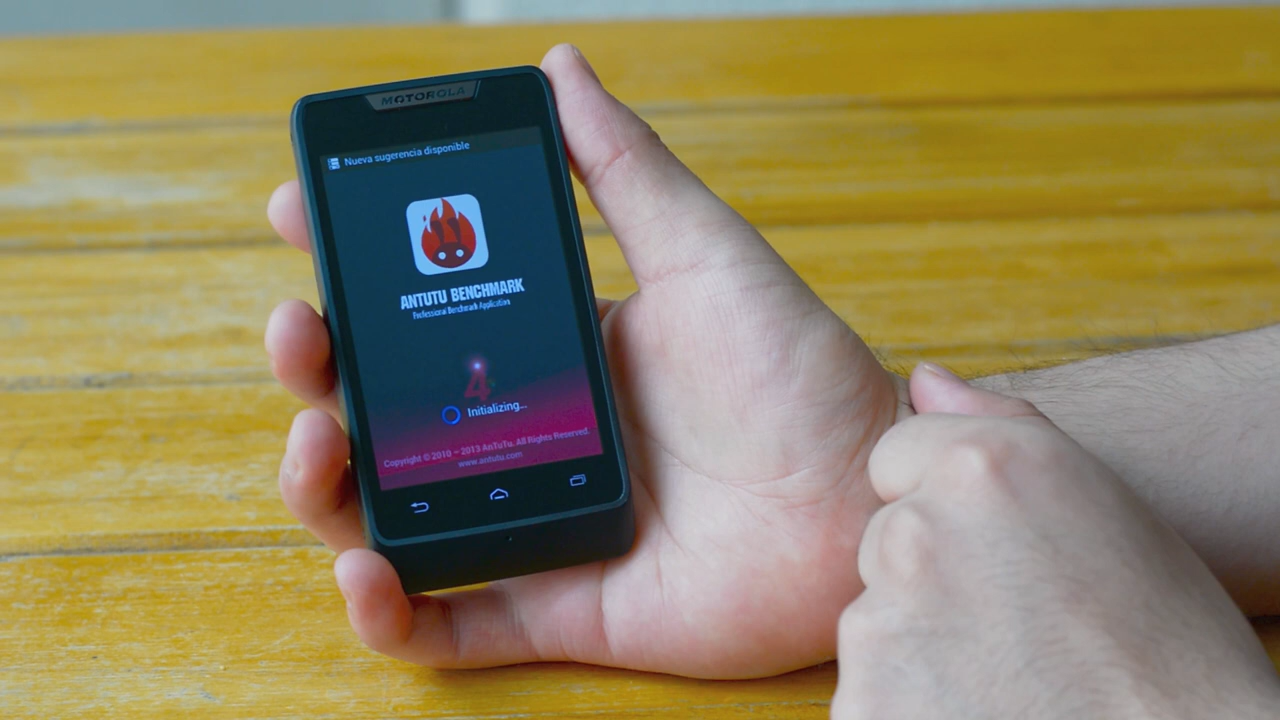 MOTOROLA
Nueva sugerencia disponible
ANTUTU BENCHMARK
Professional Benchmark Application
4
Initializing...
Copyright © 2010 – 2013 AnTuTu. All Rights Reserved.
www.antutu.com